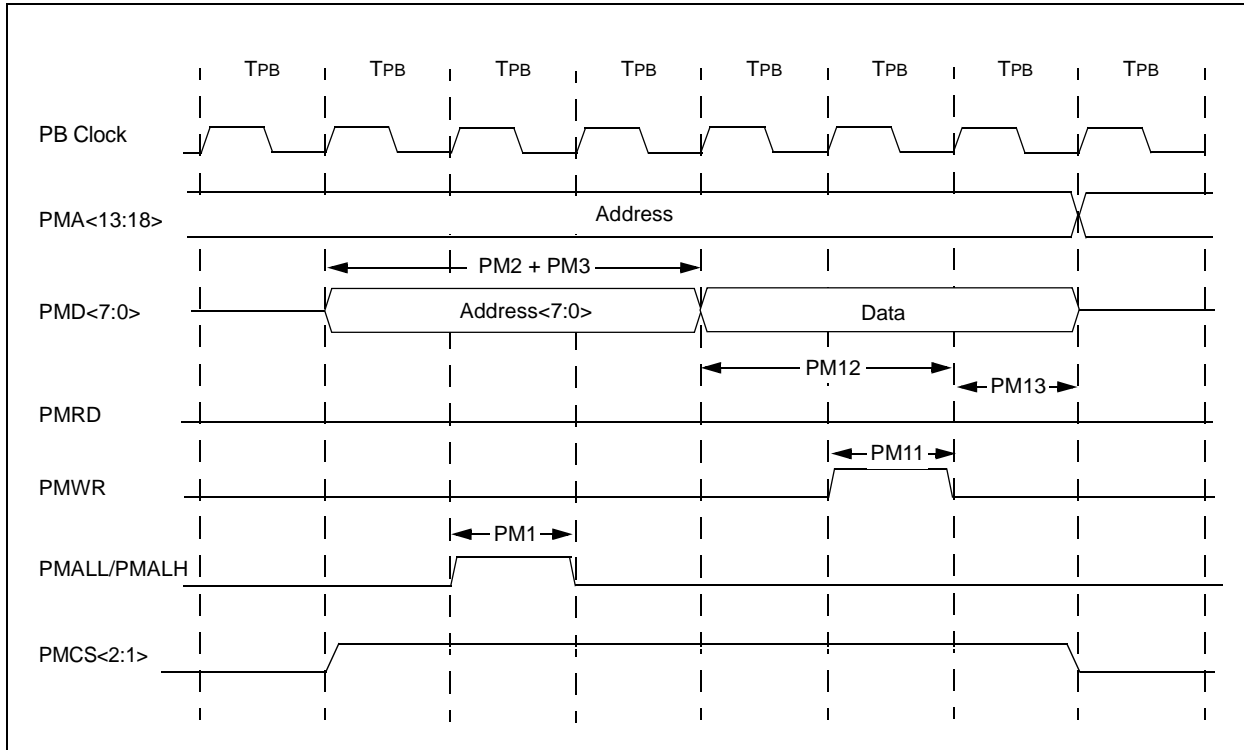 TPB TPB TPB TPB TPB TPB TPB TPB
PB Clock
PMA<13:18>
Address
PM2 + PM3
PMD<7:0>
Address<7:0>
Data
PM12
PM13
PMRD
PM11
PMWR
PM1
PMALL/PMALH
PMCS<2:1>